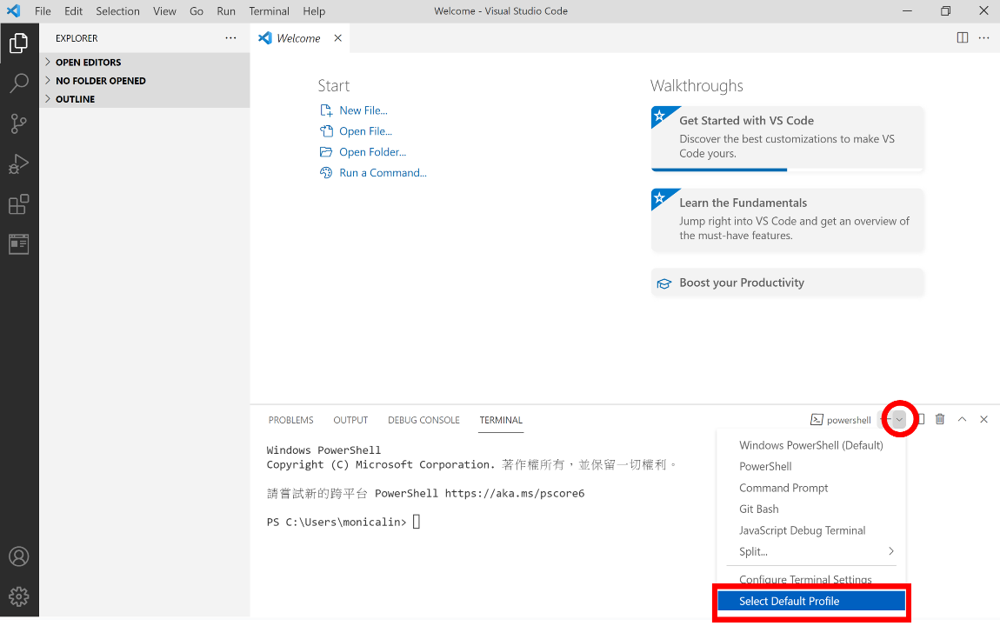 File Edit Selection View Go Run Terminal Help Welcome - Visual Studio Code
EXPLORER
OPEN EDITORS
NO FOLDER OPENED
OUTLINE
Welcome
Start
New File...
Open File...
Open Folder...
Run a Command...
Walkthroughs
Get Started with VS Code
Discover the best customizations to make VS
Code yours.
Learn the Fundamentals
Jump right into VS Code and get an overview of
the must-have features.
Boost your Productivity
PROBLEMS OUTPUT DEBUG CONSOLE TERMINAL powershell
Windows PowerShell
Copyright (C) Microsoft Corporation. 著作權所有，並保留一切權利。
請嘗試新的跨平台 PowerShell https://aka.ms/pscore6
PS C:\Users\monicalin>
Windows PowerShell (Default)
PowerShell
Command Prompt
Git Bash
JavaScript Debug Terminal
Split...
Configure Terminal Settings
Select Default Profile